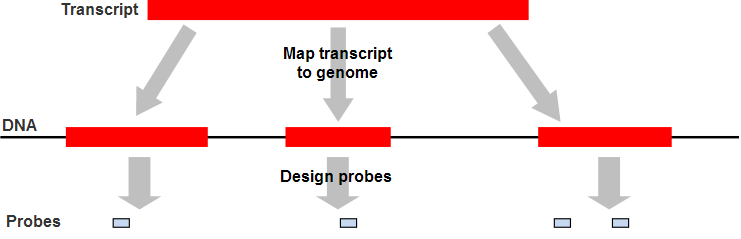 Transcript
Map transcript
to genome
DNA
Design probes
Probes